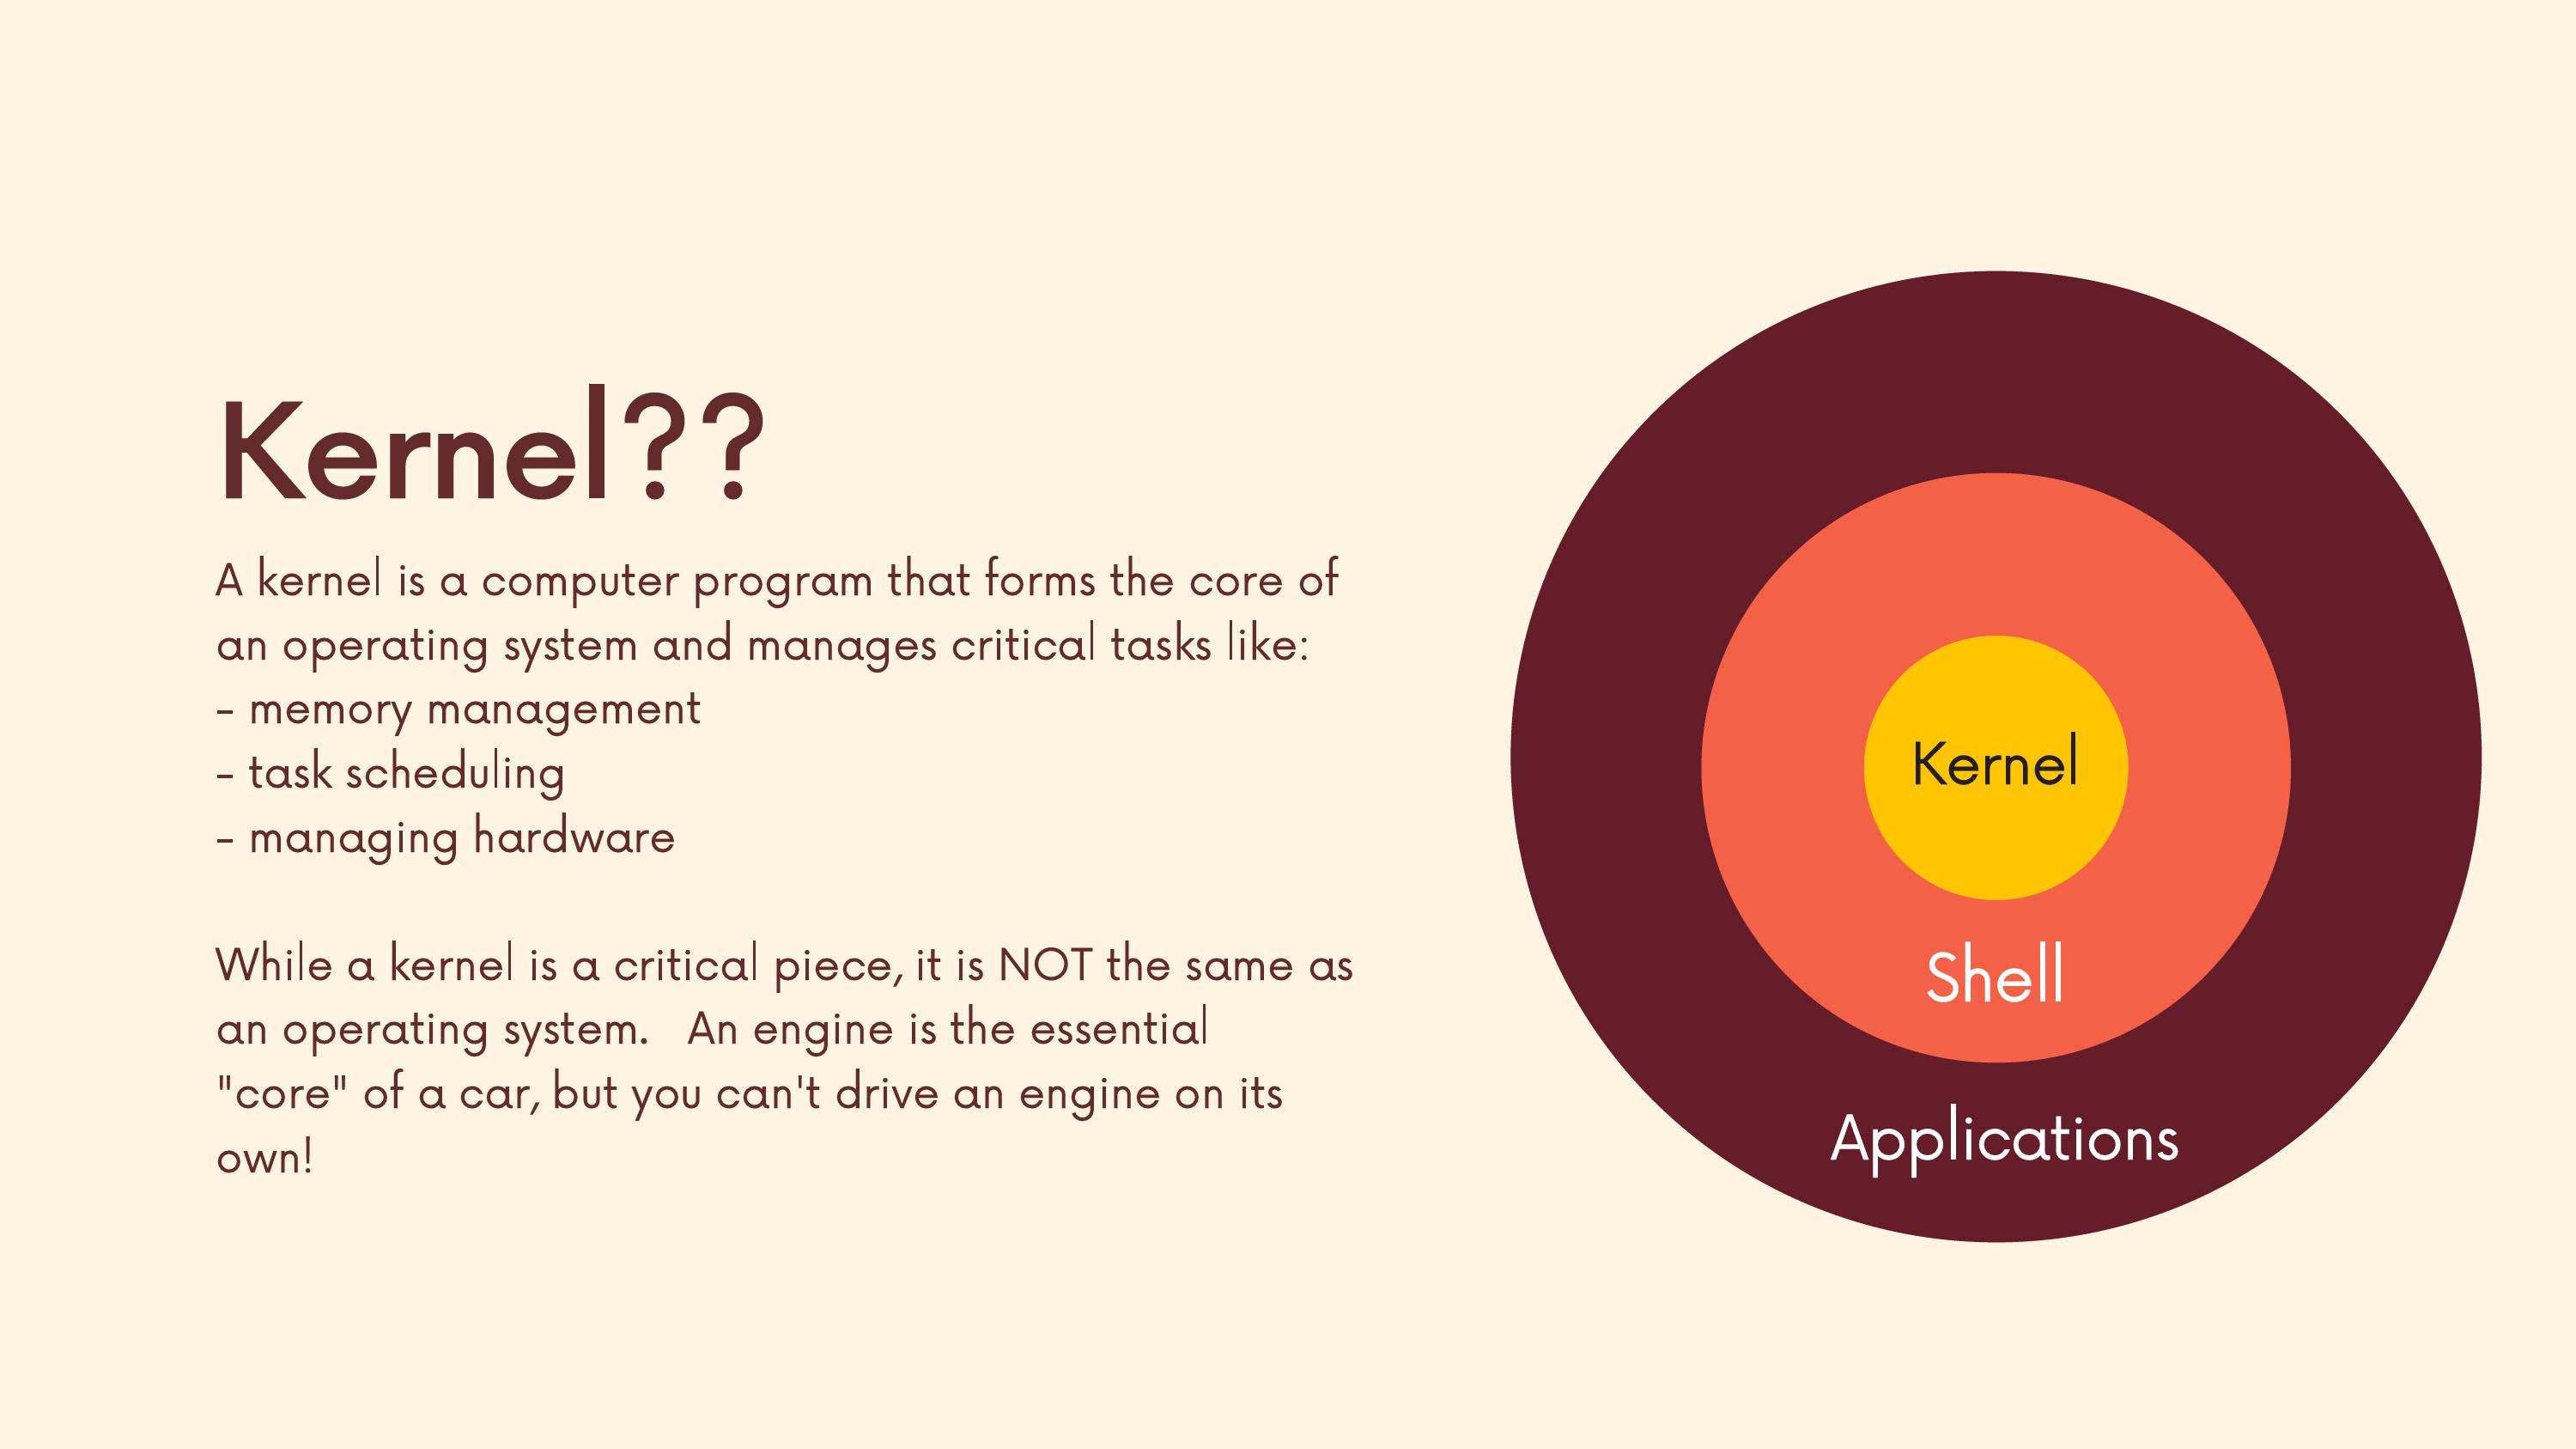 Kernel??
A kernel is a computer program that forms the core of
an operating system and manages critical tasks like:
- memory management
- task scheduling
- managing hardware
While a kernel is a critical piece, it is NOT the same as
an operating system.   An engine is the essential
"core" of a car, but you can't drive an engine on its
own!
Kernel
Shell
Applications